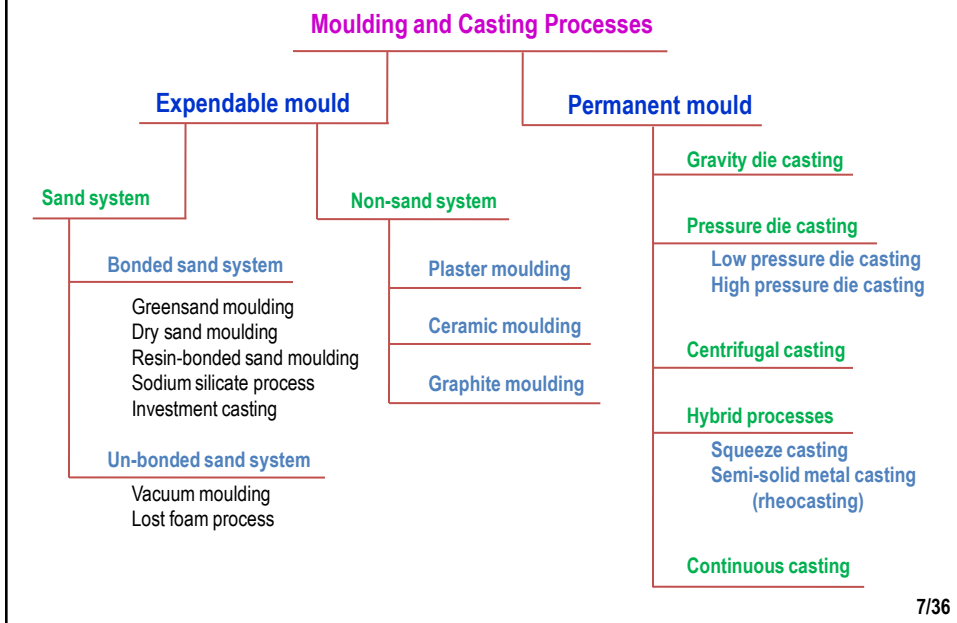 Moulding and Casting Processes
Expendable mould
Sand system
Bonded sand system
Greensand moulding
Dry sand moulding
Resin-bonded sand moulding
Sodium silicate process
Investment casting
Un-bonded sand system
Vacuum moulding
Lost foam process
Non-sand system
Plaster moulding
Ceramic moulding
Graphite moulding
Permanent mould
Gravity die casting
Pressure die casting
Low pressure die casting
High pressure die casting
Centrifugal casting
Hybrid processes
Squeeze casting
Semi-solid metal casting
(rheocasting)
Continuous casting
7/36